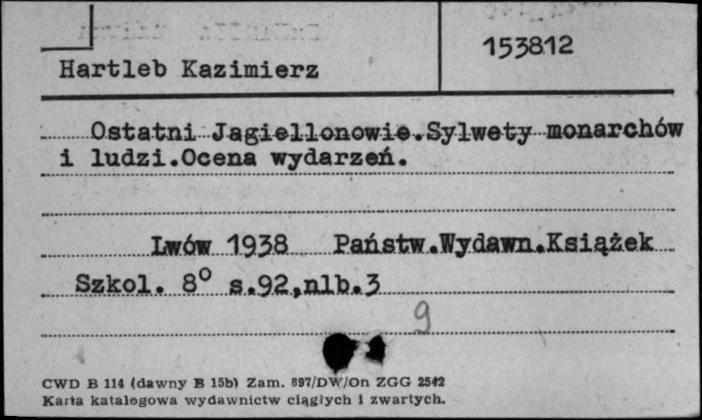 153812
Hartleb Kazimierz
Ostatni Jagiellonowie.Sylwety monarchów
i ludzi.Ocena wydarzeń.
Lwów 1938 Państw.Wydawn.Książek
Szkol. 8° s.92,nlb.3
9
CWD B 114 (dawny B 15b) Zam. 897/DW/On ZGG 2542
Karta katalogowa wydawnictw ciągłych i zwartych.